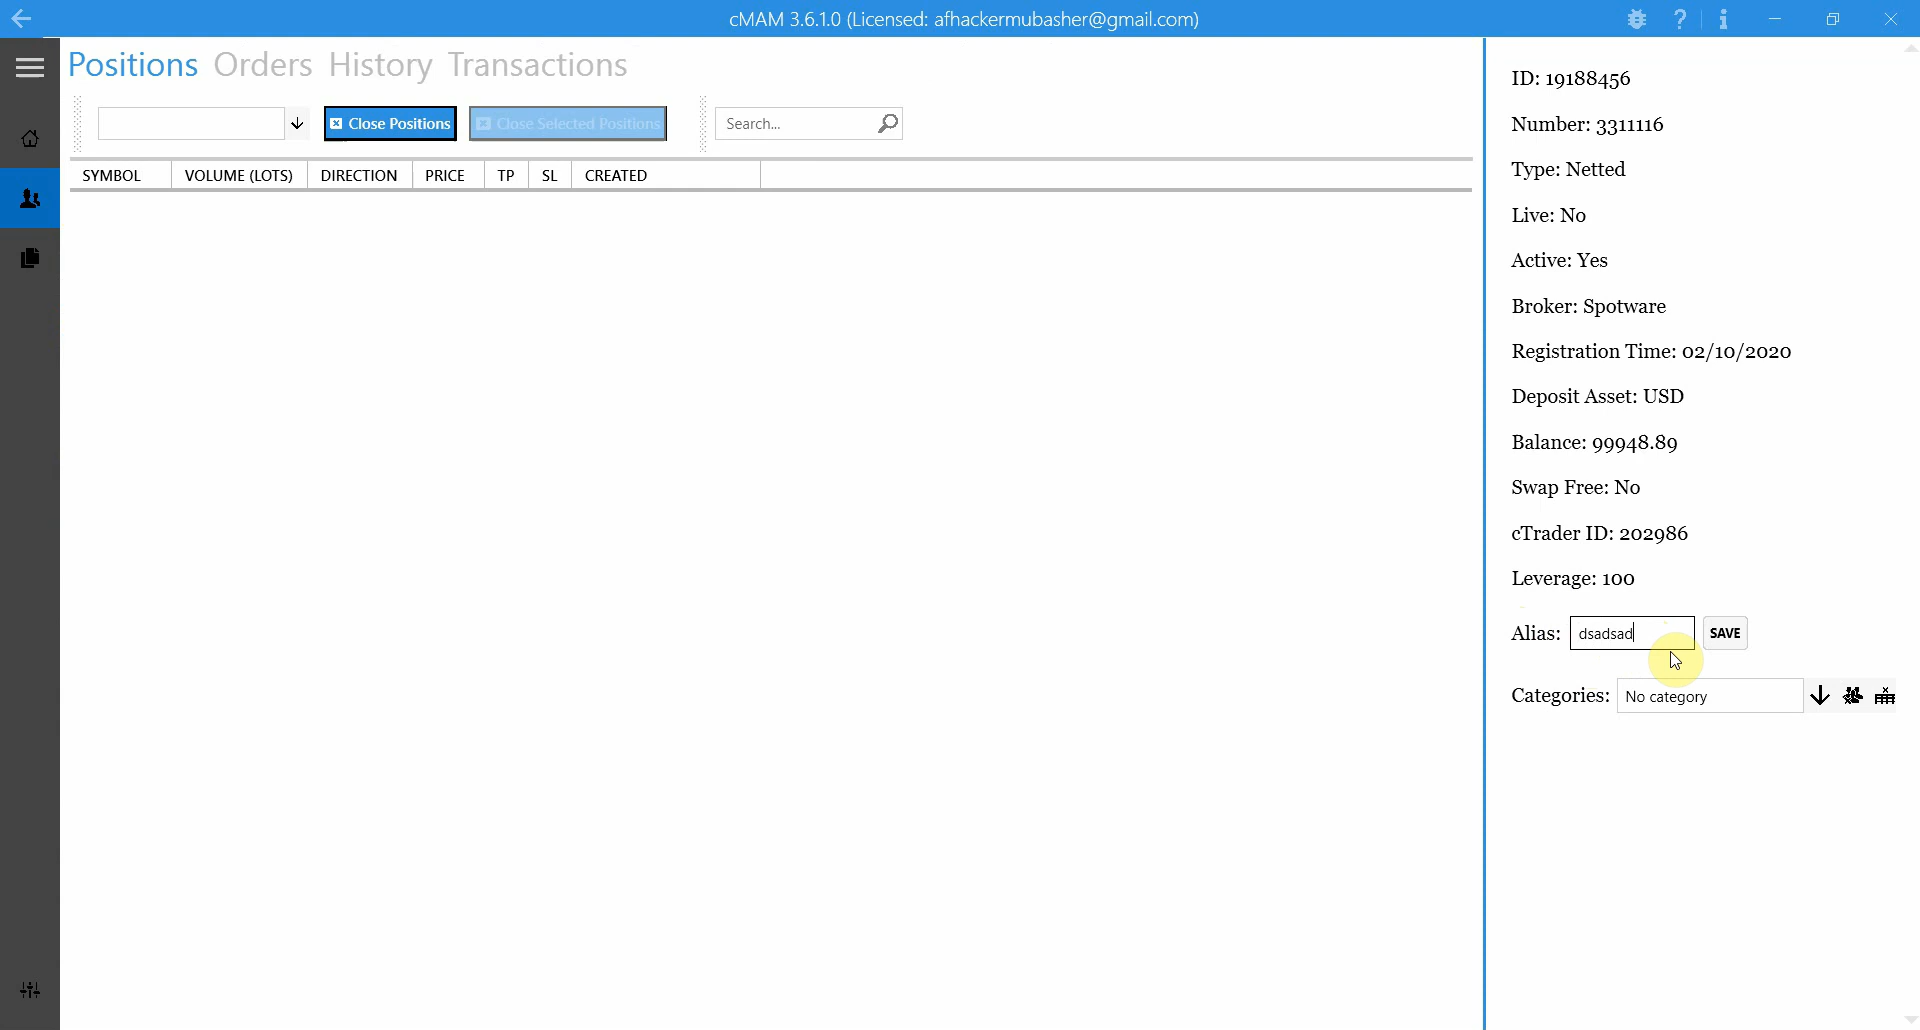 cMAM 3.6.1.0 (Licensed: afhackermubasher@gmail.com)
Positions Orders History Transactions
Close Positions
Close Selected Positions
Search...
SYMBOL VOLUME (LOTS) DIRECTION PRICE TP SL CREATED
ID: 19188456
Number: 3311116
Type: Netted
Live: No
Active: Yes
Broker: Spotware
Registration Time: 02/10/2020
Deposit Asset: USD
Balance: 99948.89
Swap Free: No
cTrader ID: 202986
Leverage: 100
Alias: dsadsad SAVE
Categories: No category